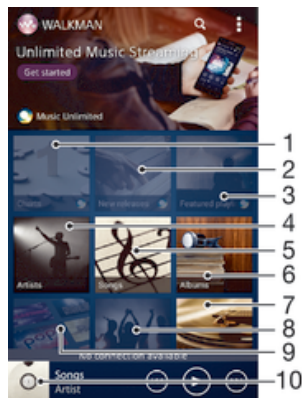 WALKMAN
Unlimited Music Streaming
Get started
Music Unlimited
Charts
New releases
Featured playl
1
2
3
Artists
Songs
Albums
4
5
6
7
8
9
No connection available
Songs
Artist
10